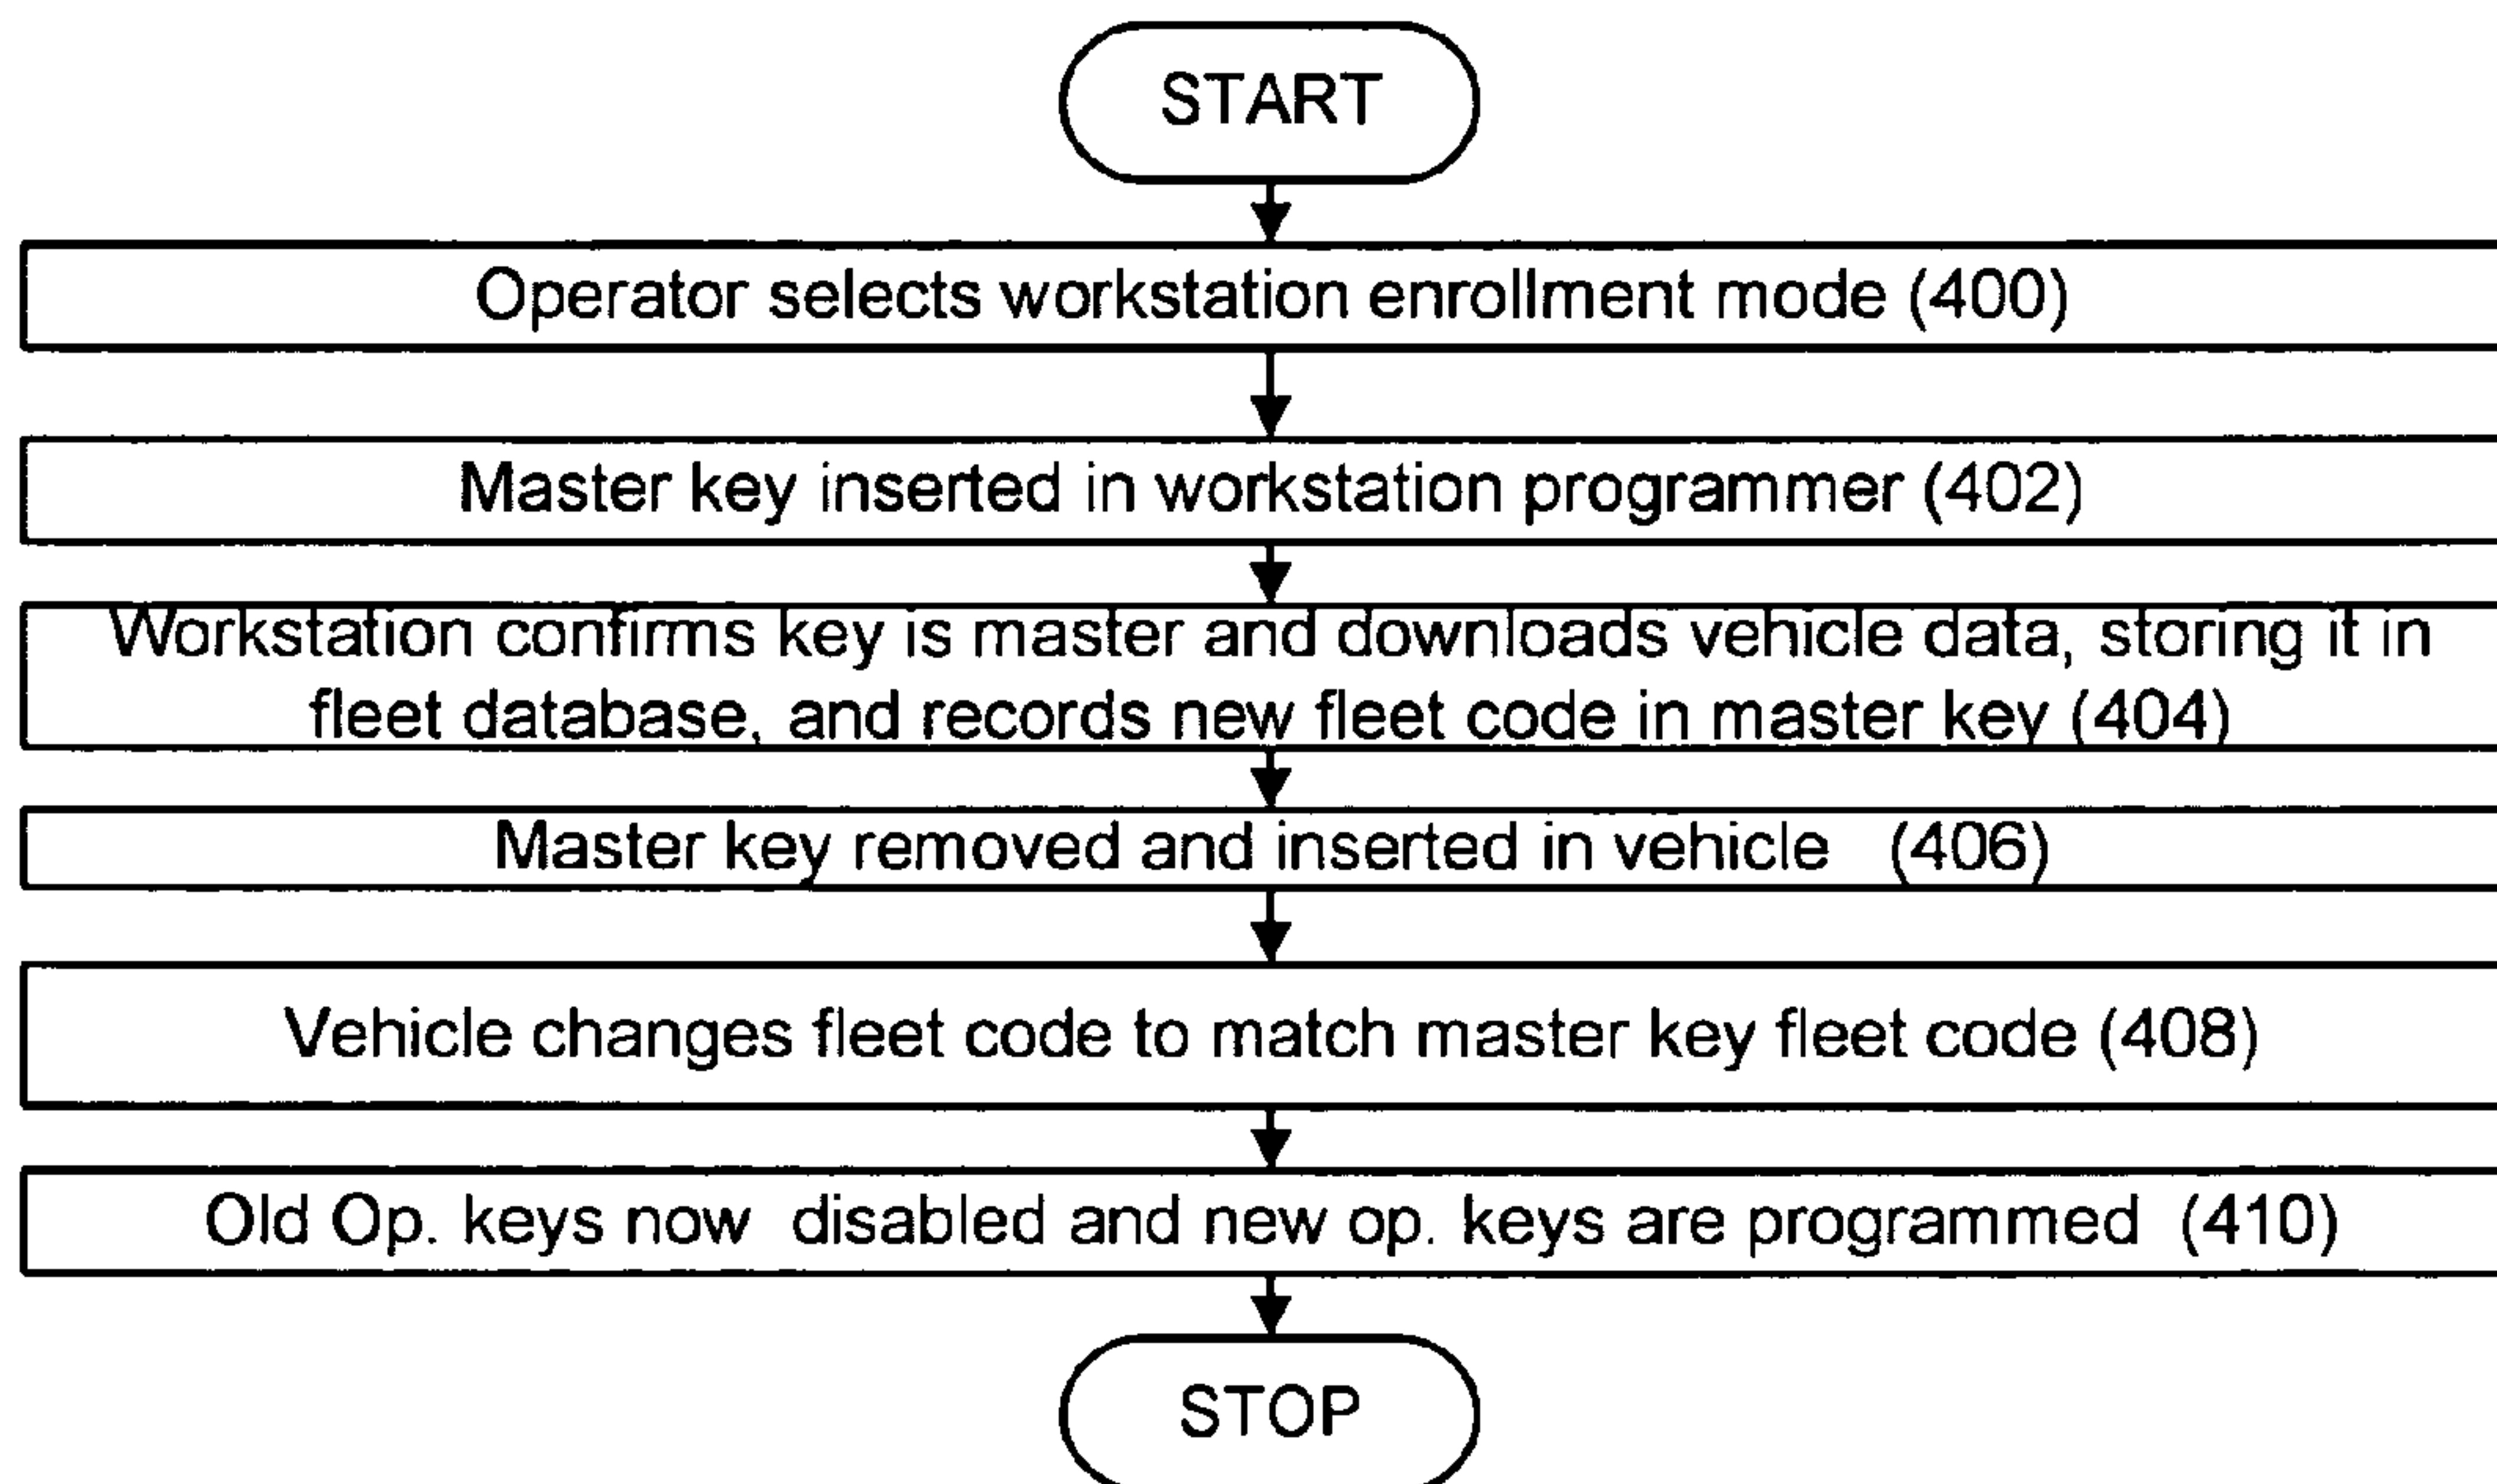 START
Operator selects workstation enrollment mode (400)
Master key inserted in workstation programmer (402)
Workstation confirms key is master and downloads vehicle data, storing it in
fleet database, and records new fleet code in master key (404)
Master key removed and inserted in vehicle (406)
Vehicle changes fleet code to match master key fleet code (408)
Old Op. keys now disabled and new op. keys are programmed (410)
STOP